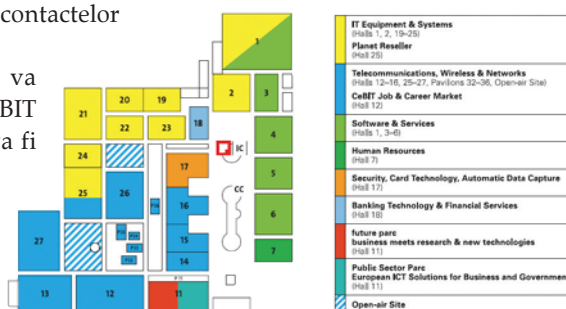 contactelor
va
BIT
a fi
1
2
3
20
19
21
18
22
23
4
IC
24
17
5
CC
25
26
16
6
27
15
7
14
13
12
11
IT Equipment & Systems
(Halls 1, 2, 19–25)
Planet Reseller
(Hall 25)
Telecommunications, Wireless & Networks
(Halls 12–16, 25–27, Pavilions 32–36, Open-air Site)
CeBIT Job & Career Market
(Hall 12)
Software & Services
(Halls 1, 3–6)
Human Resources
(Hall 7)
Security, Card Technology, Automatic Data Capture
(Hall 17)
Banking Technology & Financial Services
(Hall 18)
future parc
business meets research & new technologies
(Hall 11)
Public Sector Parc
European ICT Solutions for Business and Governmen
(Hall 11)
Open-air Site